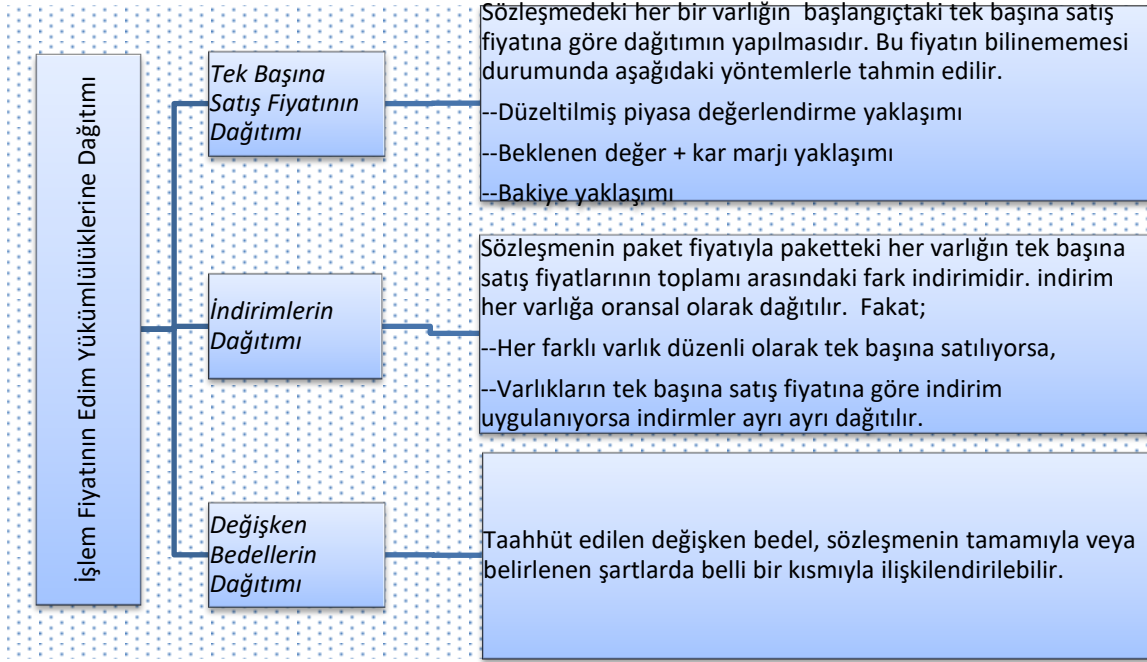 İşlem Fiyatının Edim Yükümlülüklerine Dağıtımı
Tek Başına
Satış Fiyatının
Dağıtımı
Sözleşmedeki her bir varlığın  başlangıçtaki tek başına satış
fiyatına göre dağıtımın yapılmasıdır. Bu fiyatın bilinememesi
durumunda aşağıdaki yöntemlerle tahmin edilir.
--Düzeltilmiş piyasa değerlendirme yaklaşımı
--Beklenen değer + kar marjı yaklaşımı
--Bakiye yaklaşımı
İndirimlerin
Dağıtımı
Sözleşmenin paket fiyatıyla paketteki her varlığın tek başına
satış fiyatlarının toplamı arasındaki fark indirimidir. indirim
her varlığa oransal olarak dağıtılır.  Fakat;
--Her farklı varlık düzenli olarak tek başına satılıyorsa,
--Varlıkların tek başına satış fiyatına göre indirim
uygulanıyorsa indirmler ayrı ayrı dağıtılır.
Değişken
Bedellerin
Dağıtımı
Taahhüt edilen değişken bedel, sözleşmenin tamamıyla veya
belirlenen şartlarda belli bir kısmıyla ilişkilendirilebilir.